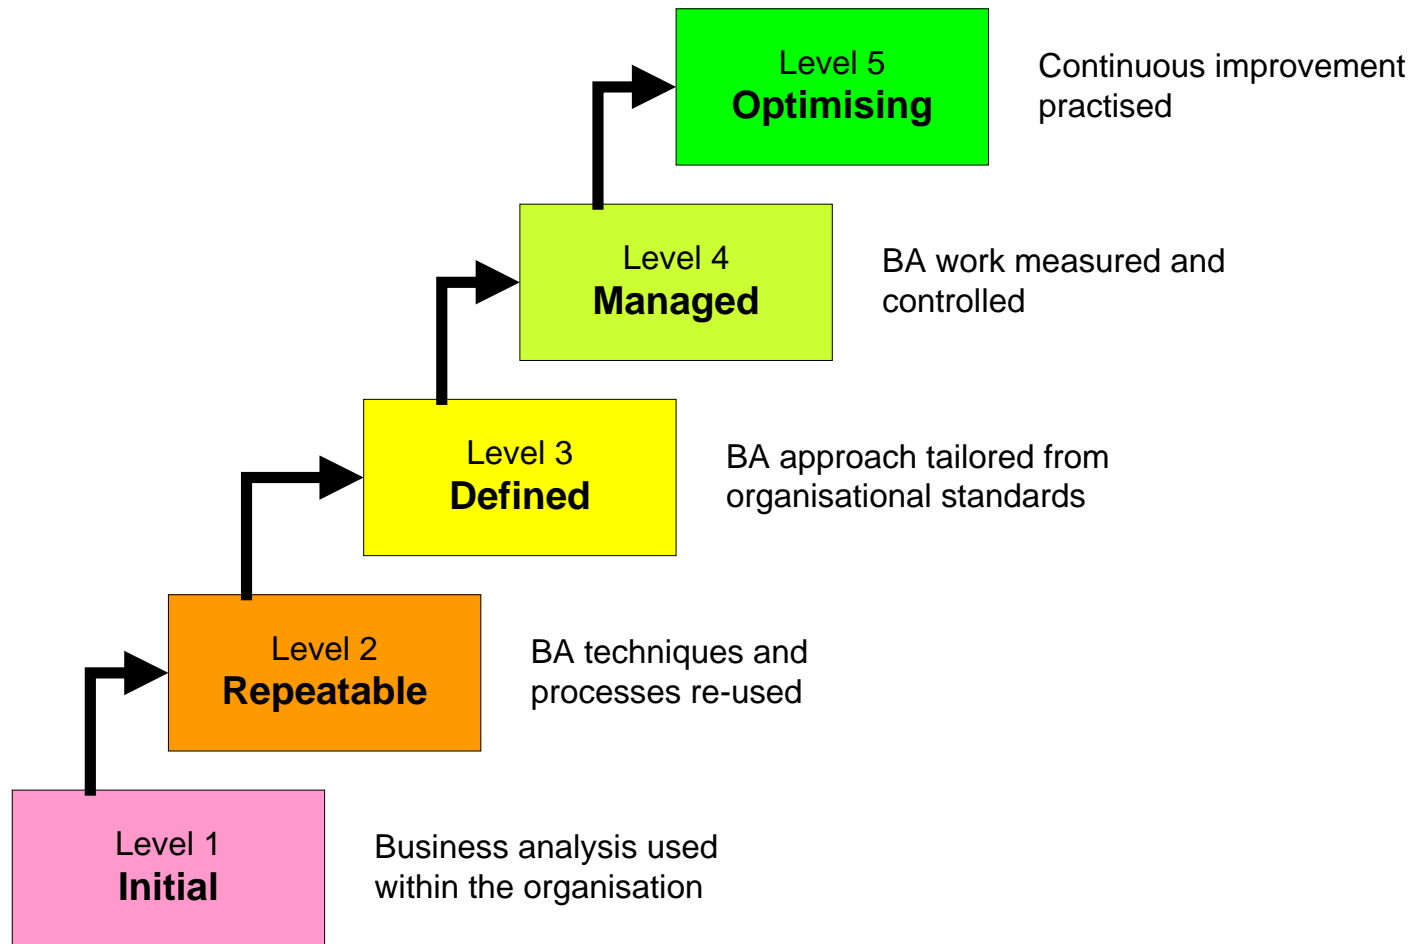 Level 5
Optimising
Continuous improvement
practised
Level 4
Managed
BA work measured and
controlled
Level 3
Defined
BA approach tailored from
organisational standards
Level 2
Repeatable
BA techniques and
processes re-used
Level 1
Initial
Business analysis used
within the organisation